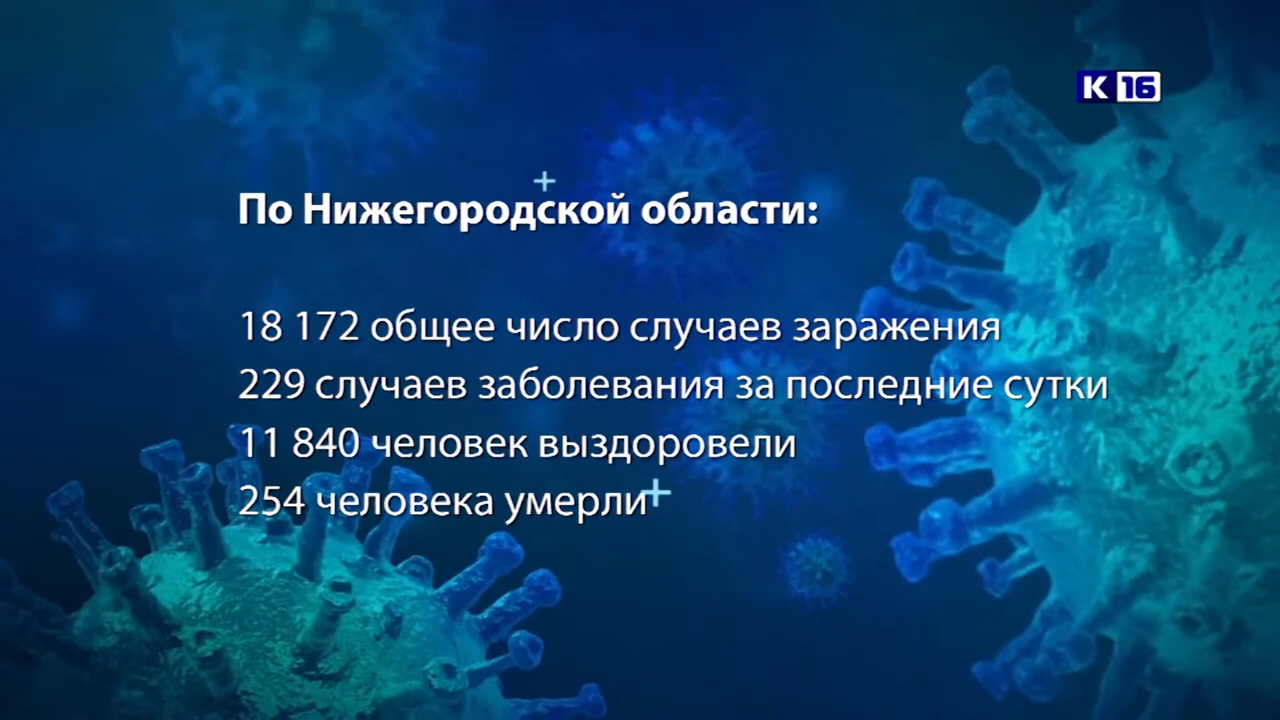 К 16
По Нижегородской области:
18 172 общее число случаев заражения
229 случаев заболевания за последние сутки
11 840 человек выздоровели
254 человека умерли